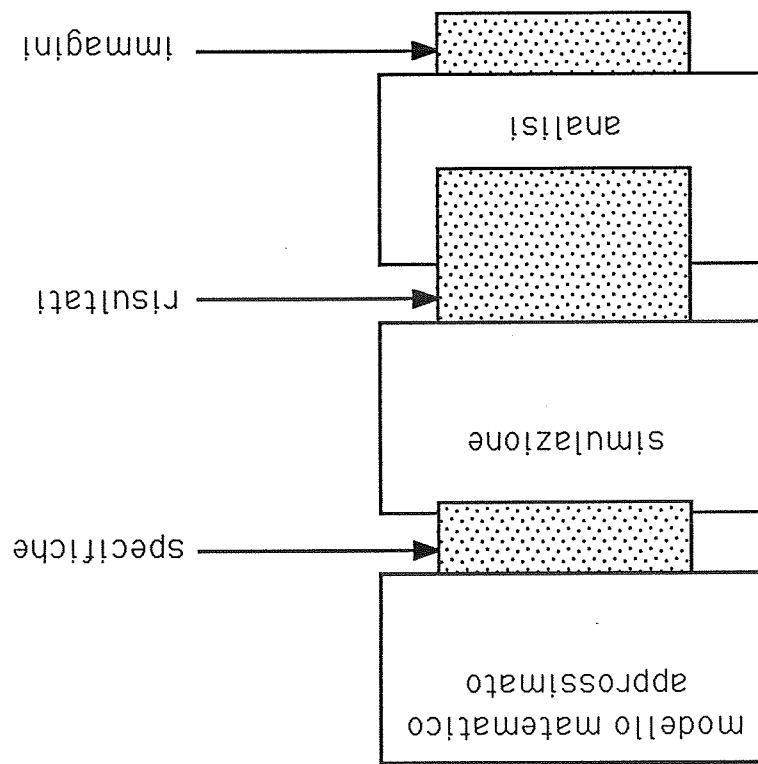 modello matematico
approssimato
specifiche
simulazione
risultati
analisi
immagini